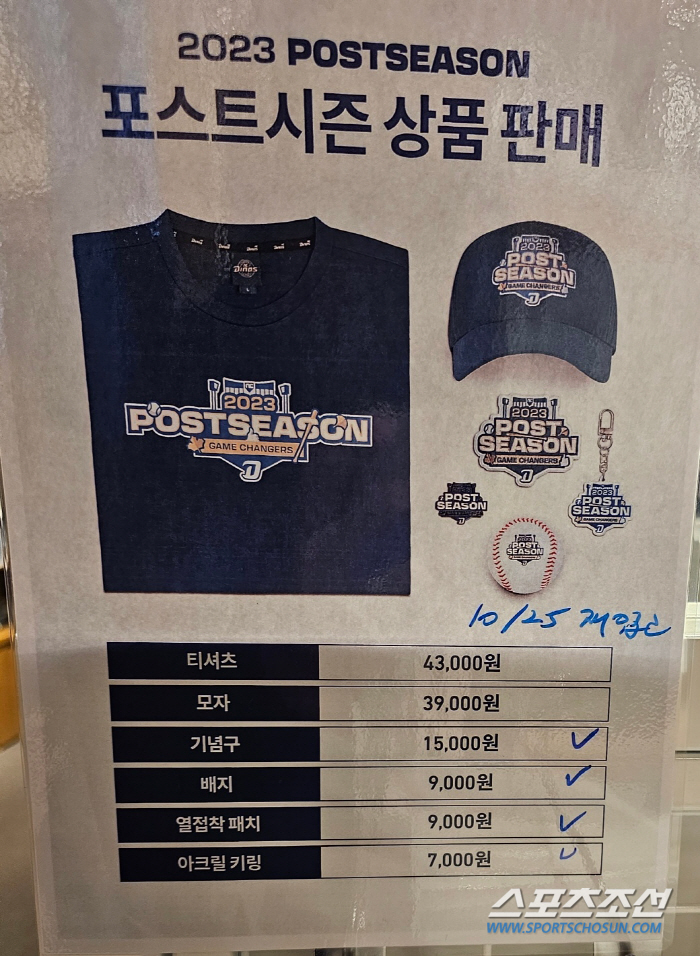 2023 POSTSEASON
포스트시즌 상품 판매
Dinos
2023
POSTSEASON
GAME CHANGERS
D
2023
POST
SEASON
GAME CHANGERS
D
2023
POST
SEASON
GAME CHANGERS
D
POST
SEASON
2023
POST
SEASON
GAME CHANGERS
POST
SEASON
10/25 재입고
티셔츠 43,000원
모자 39,000원
기념구 15,000원
배지 9,000원
열접착 패치 9,000원
아크릴 키링 7,000원
스포츠조선
WWW.SPORTSCHOSUN.COM